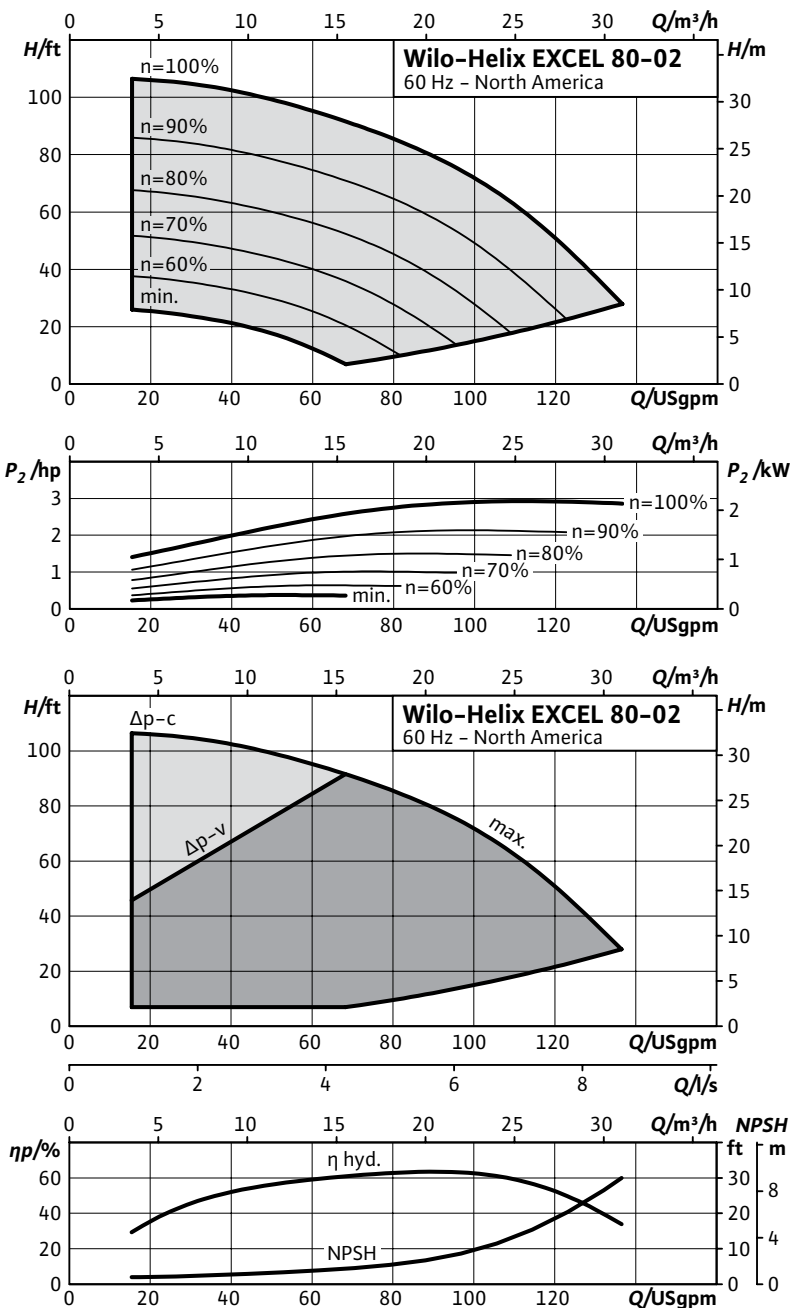 0 5 10 15 20 25 30 Q/m³/h
H/ft H/m
Wilo-Helix EXCEL 80-02
60 Hz – North America
n=100%
n=90%
n=80%
n=70%
n=60%
min.
100
80
60
40
20
0
30
25
20
15
10
5
0
0 20 40 60 80 100 120 Q/USgpm
0 5 10 15 20 25 30 Q/m³/h
P₂ /hp P₂ /kW
3
2
1
0
2
1
0
n=100%
n=90%
n=80%
n=70%
n=60%
min.
0 20 40 60 80 100 120 Q/USgpm
0 5 10 15 20 25 30 Q/m³/h
H/ft H/m
Wilo-Helix EXCEL 80-02
60 Hz – North America
Δp-c
Δp-v
max.
100
80
60
40
20
0
30
25
20
15
10
5
0
0 20 40 60 80 100 120 Q/USgpm
0 2 4 6 8 Q/l/s
0 5 10 15 20 25 30 Q/m³/h NPSH
ηp/% ft m
η hyd.
NPSH
60
40
20
0
30
20
10
0
8
4
0
0 20 40 60 80 100 120 Q/USgpm